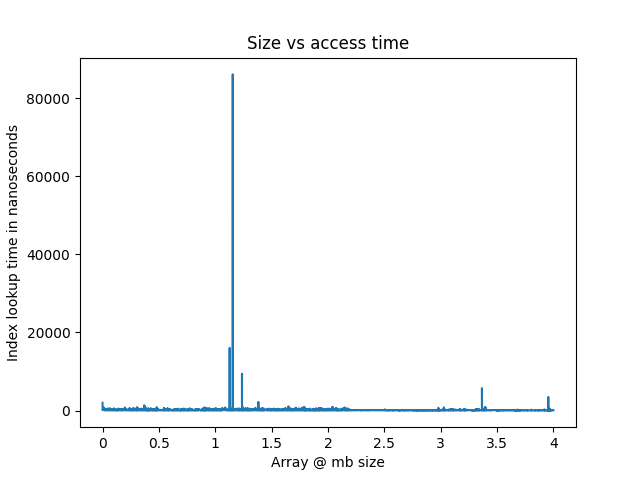 Size vs access time
Index lookup time in nanoseconds
80000
60000
40000
20000
0
0 0.5 1 1.5 2 2.5 3 3.5 4
Array @ mb size